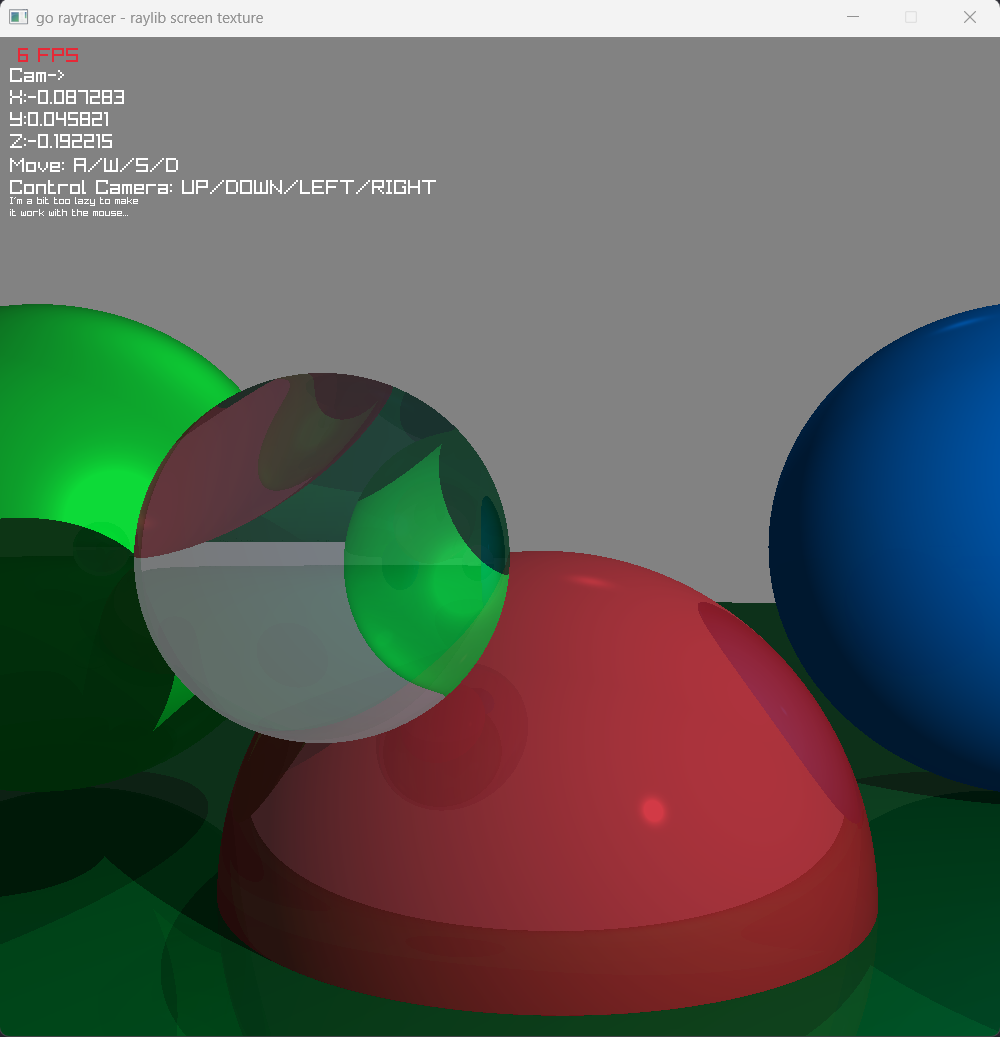 go raytracer - raylib screen texture
6 FPS
Cam->
X:-0.087283
Y:0.045821
Z:-0.192215
Move: A/W/S/D
Control Camera: UP/DOWN/LEFT/RIGHT
I'm a bit too lazy to make
it work with the mouse...